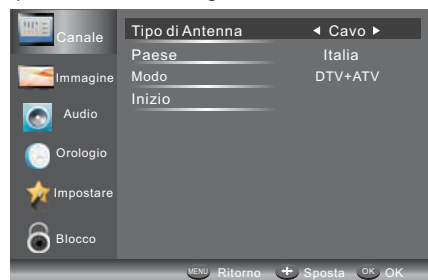 Canale
Immagine
Audio
Orologio
Impostare
Blocco
Tipo di Antenna ◄ Cavo ►
Paese Italia
Modo DTV+ATV
Inizio
MENU Ritorno Sposta OK OK